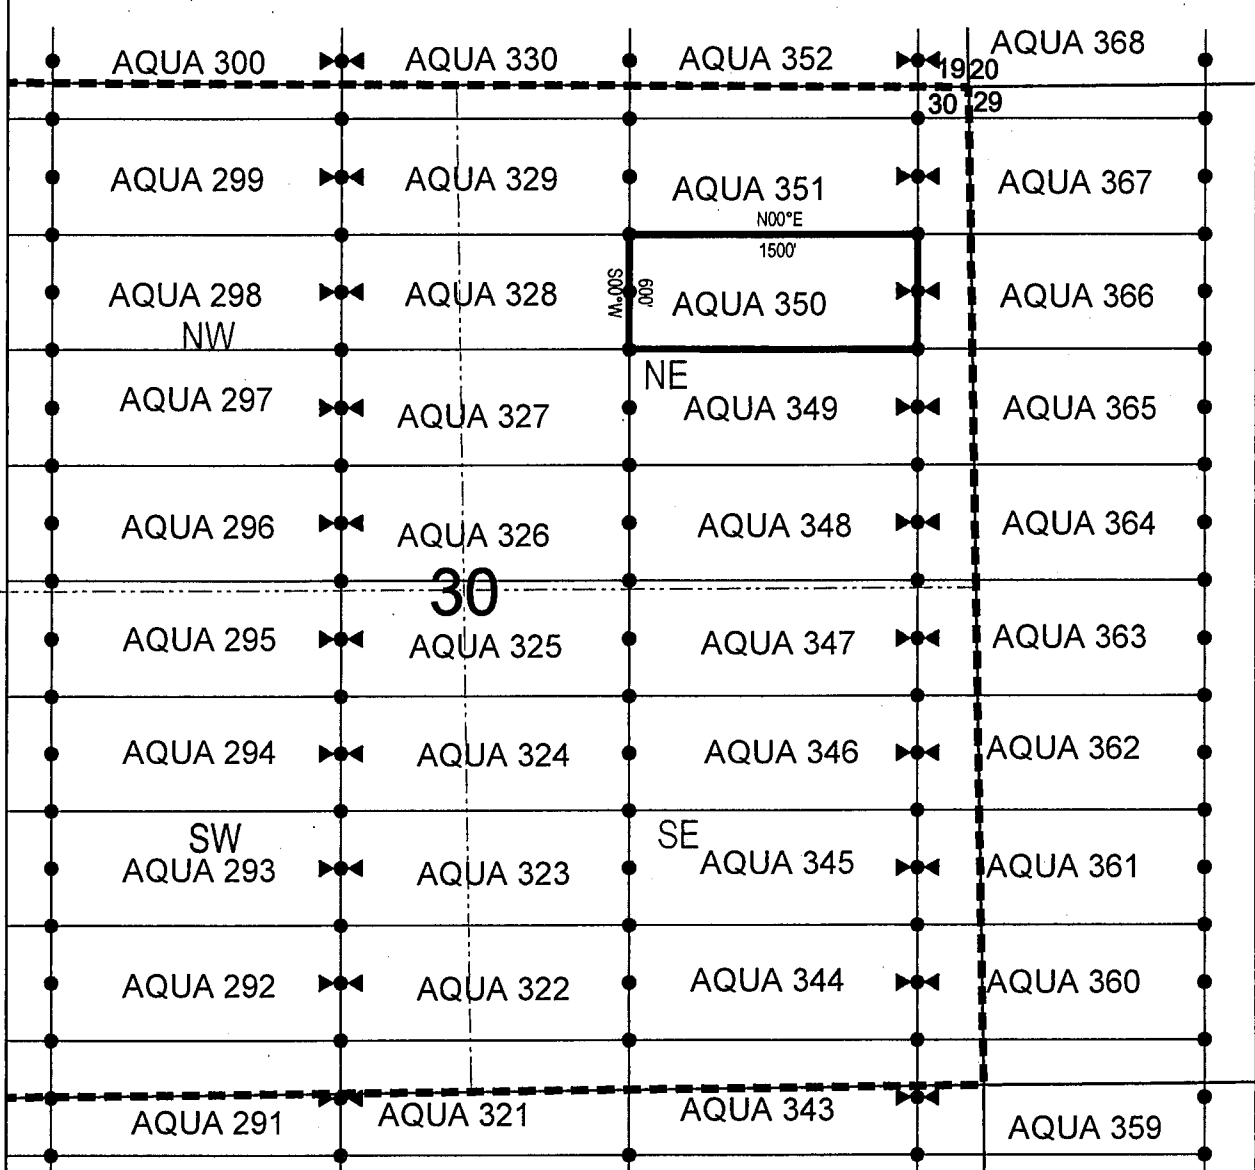 AQUA 300 AQUA 330 AQUA 352 AQUA 368
19 20
30 29
AQUA 299 AQUA 329 AQUA 351 AQUA 367
N00°E
1500'
S00°W
600'
AQUA 298 AQUA 328 AQUA 350 AQUA 366
NW
NE
AQUA 297 AQUA 327 AQUA 349 AQUA 365
AQUA 296 AQUA 326 AQUA 348 AQUA 364
30
AQUA 295 AQUA 325 AQUA 347 AQUA 363
AQUA 294 AQUA 324 AQUA 346 AQUA 362
SW SE
AQUA 293 AQUA 323 AQUA 345 AQUA 361
AQUA 292 AQUA 322 AQUA 344 AQUA 360
AQUA 291 AQUA 321 AQUA 343 AQUA 359